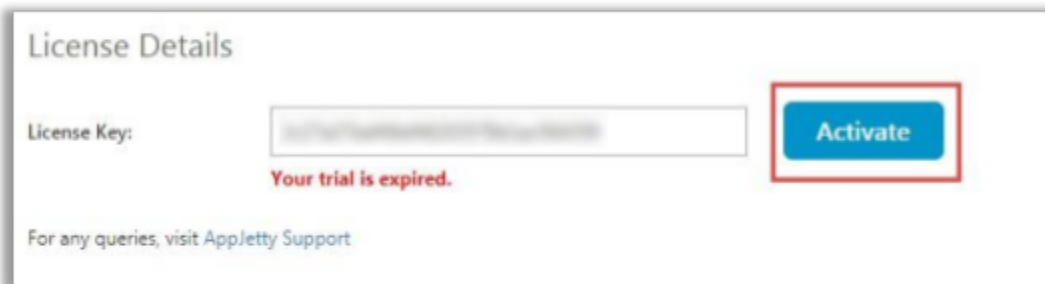 License Details
License Key:
Activate
Your trial is expired.
For any queries, visit AppJetty Support